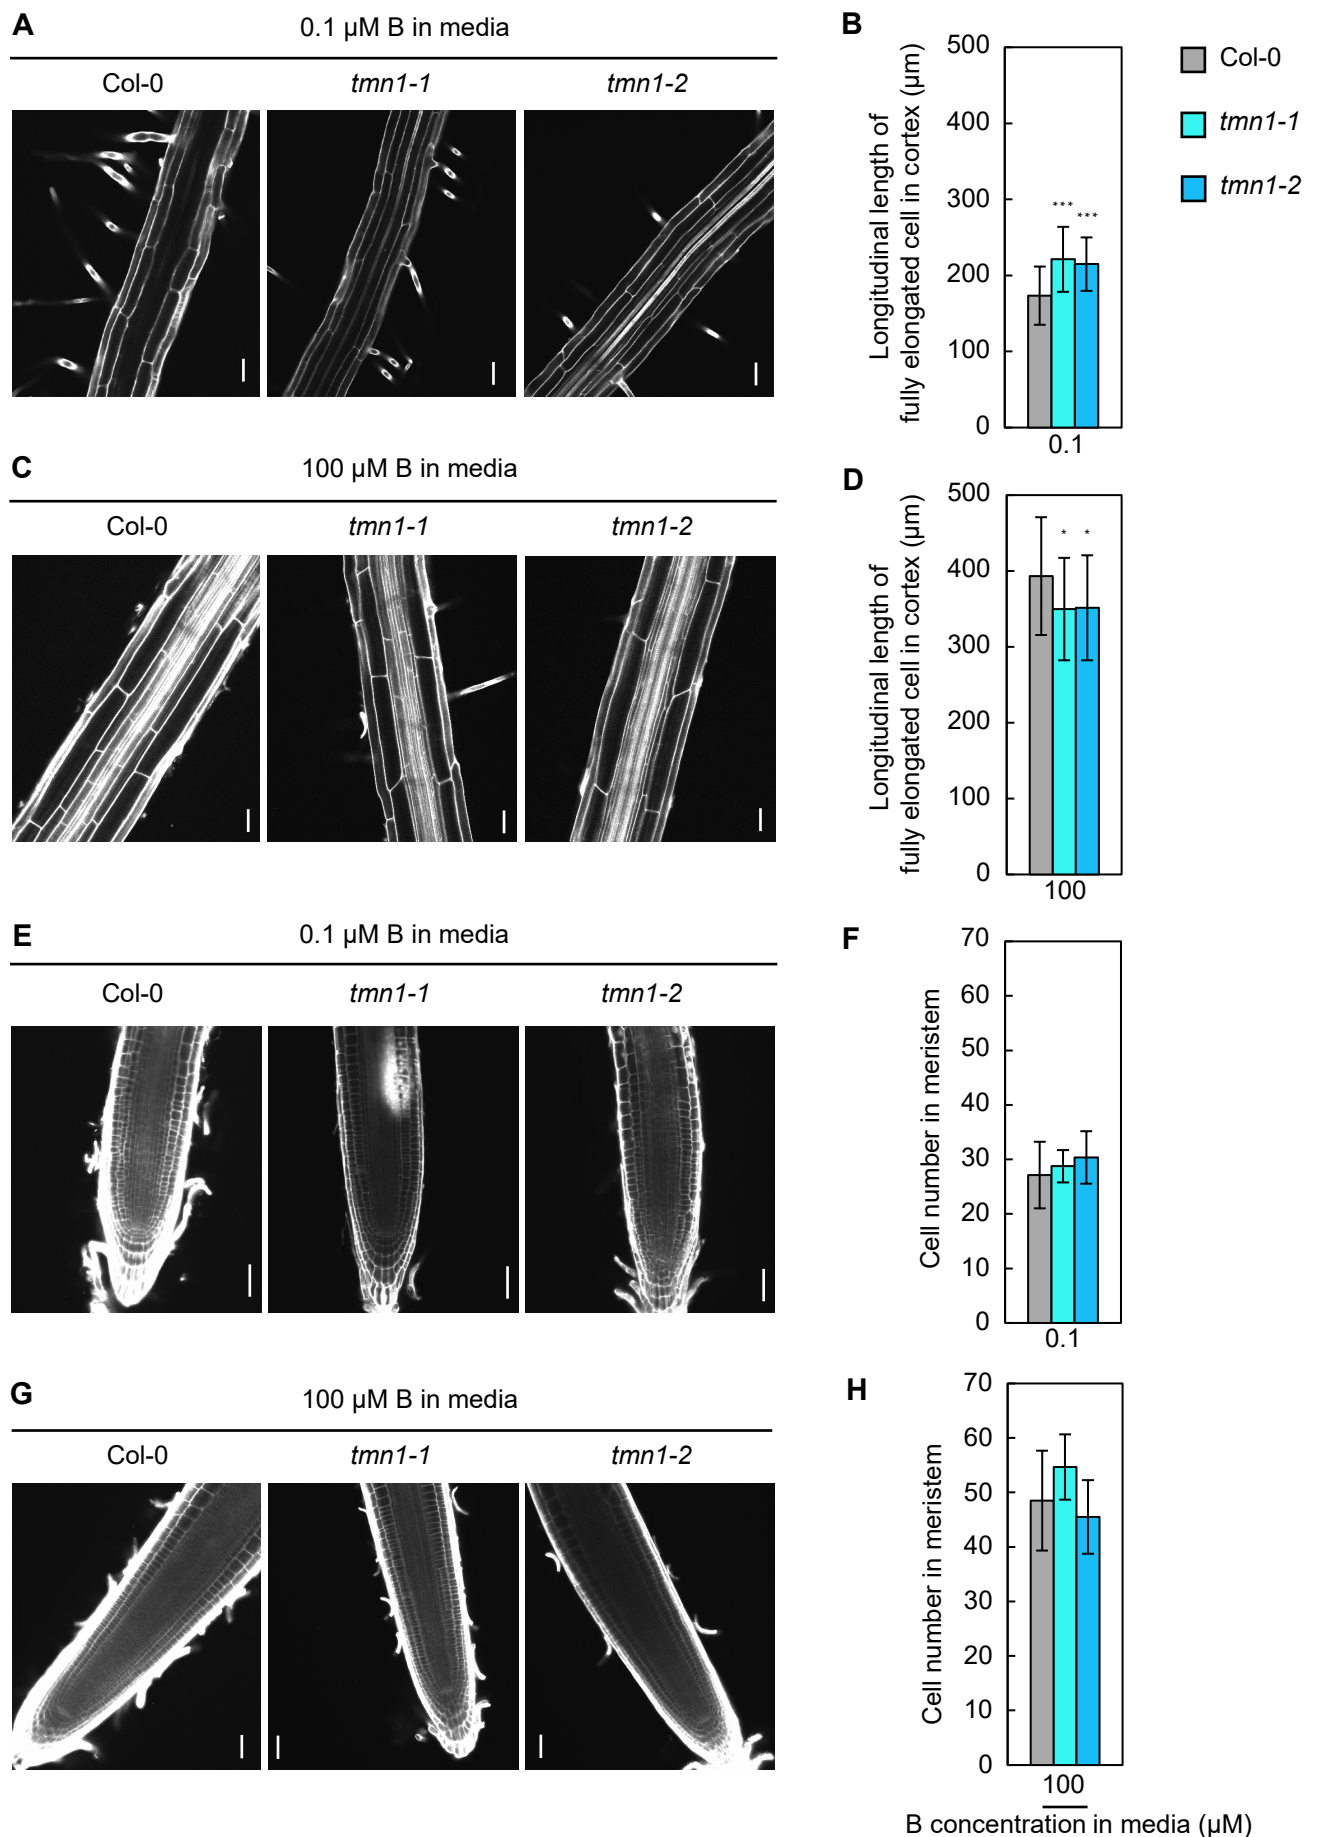 A
0.1 µM B in media
Col-0 tmn1-1 tmn1-2
B
500
400
300
200
100
0
Longitudinal length of
fully elongated cell in cortex (µm)
*** ***
0.1
Col-0
tmn1-1
tmn1-2
C
100 µM B in media
Col-0 tmn1-1 tmn1-2
D
500
400
300
200
100
0
Longitudinal length of
fully elongated cell in cortex (µm)
* *
100
E
0.1 µM B in media
Col-0 tmn1-1 tmn1-2
F
70
60
50
40
30
20
10
0
Cell number in meristem
0.1
G
100 µM B in media
Col-0 tmn1-1 tmn1-2
H
70
60
50
40
30
20
10
0
Cell number in meristem
100
B concentration in media (µM)